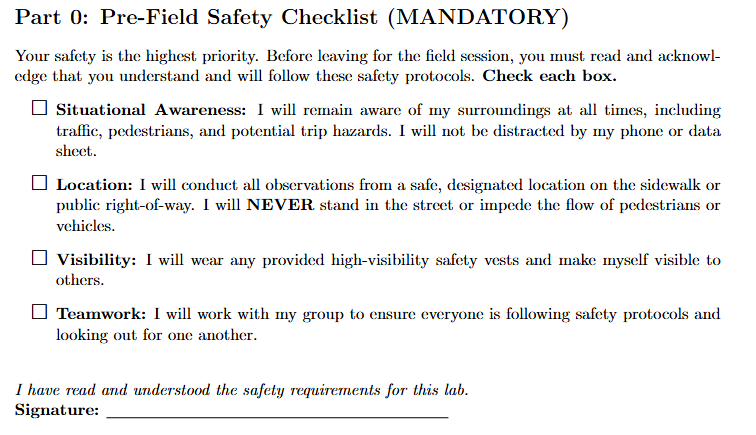 Part 0: Pre-Field Safety Checklist (MANDATORY)
Your safety is the highest priority. Before leaving for the field session, you must read and acknowl-
edge that you understand and will follow these safety protocols. Check each box.
☐ Situational Awareness: I will remain aware of my surroundings at all times, including
traffic, pedestrians, and potential trip hazards. I will not be distracted by my phone or data
sheet.
☐ Location: I will conduct all observations from a safe, designated location on the sidewalk or
public right-of-way. I will NEVER stand in the street or impede the flow of pedestrians or
vehicles.
☐ Visibility: I will wear any provided high-visibility safety vests and make myself visible to
others.
☐ Teamwork: I will work with my group to ensure everyone is following safety protocols and
looking out for one another.
I have read and understood the safety requirements for this lab.
Signature: